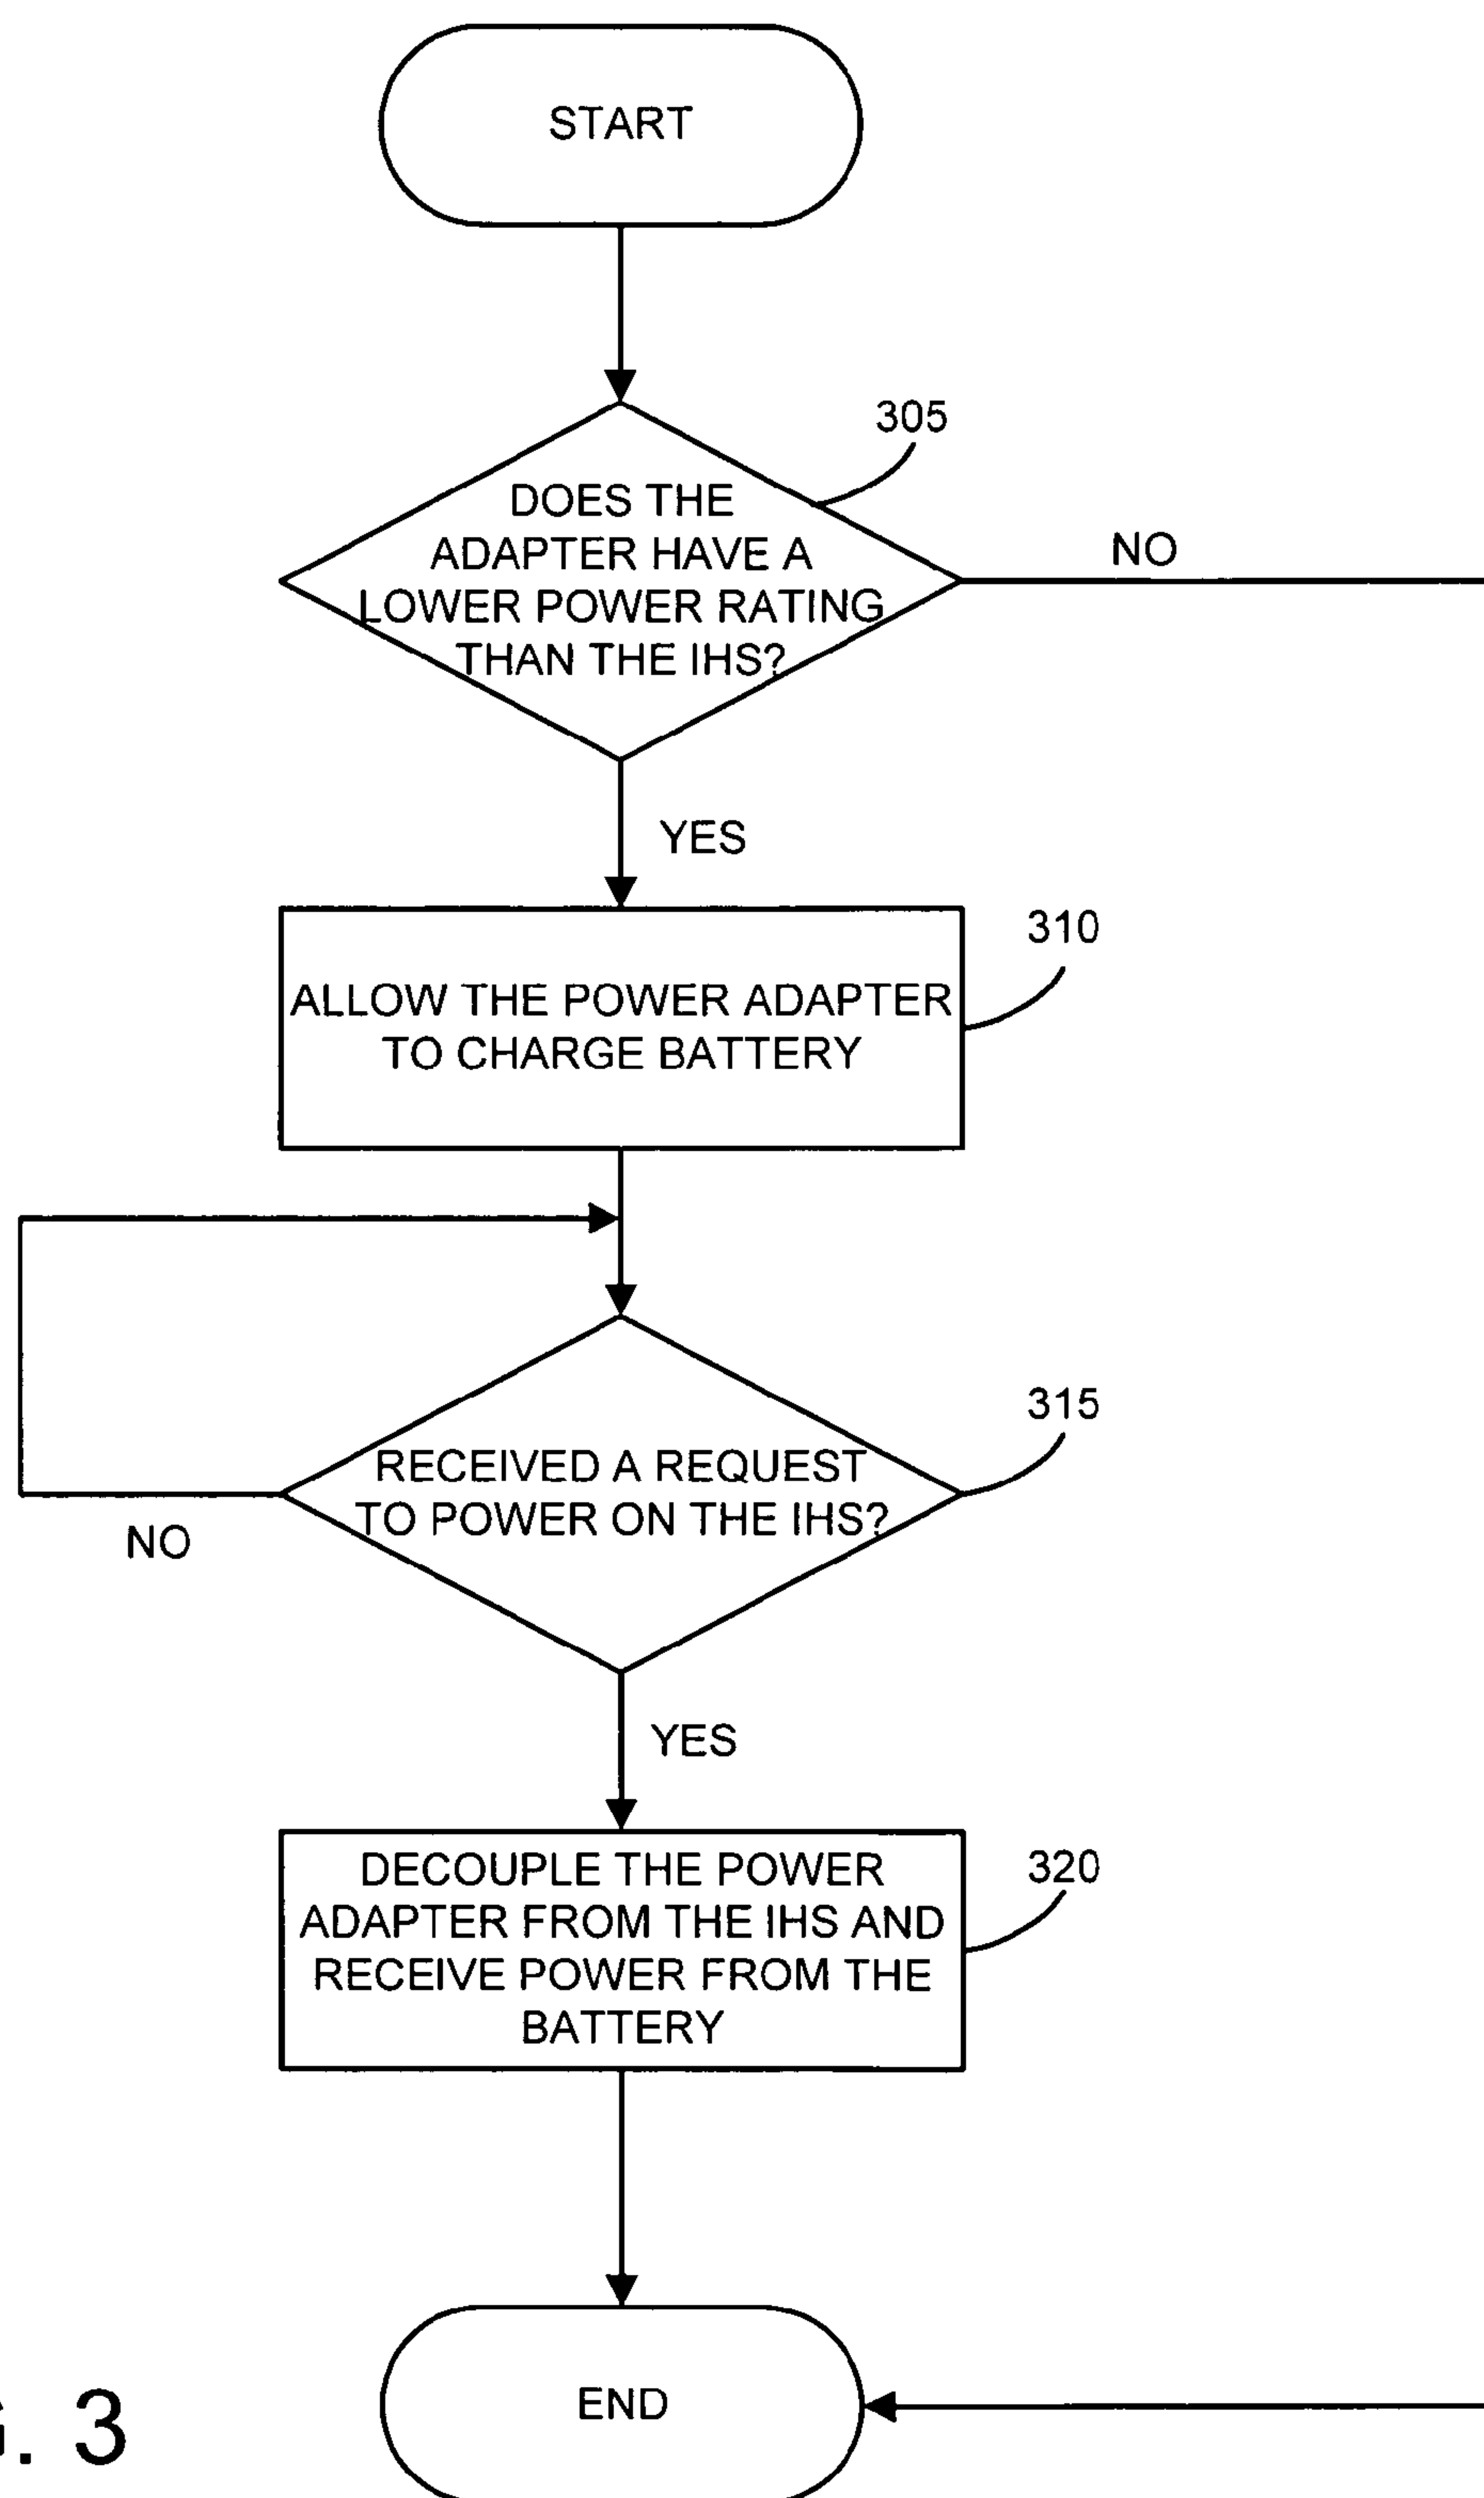 START
305
DOES THE
ADAPTER HAVE A
LOWER POWER RATING
THAN THE IHS?
NO
YES
310
ALLOW THE POWER ADAPTER
TO CHARGE BATTERY
315
RECEIVED A REQUEST
TO POWER ON THE IHS?
NO
YES
320
DECOUPLE THE POWER
ADAPTER FROM THE IHS AND
RECEIVE POWER FROM THE
BATTERY
END
. 3